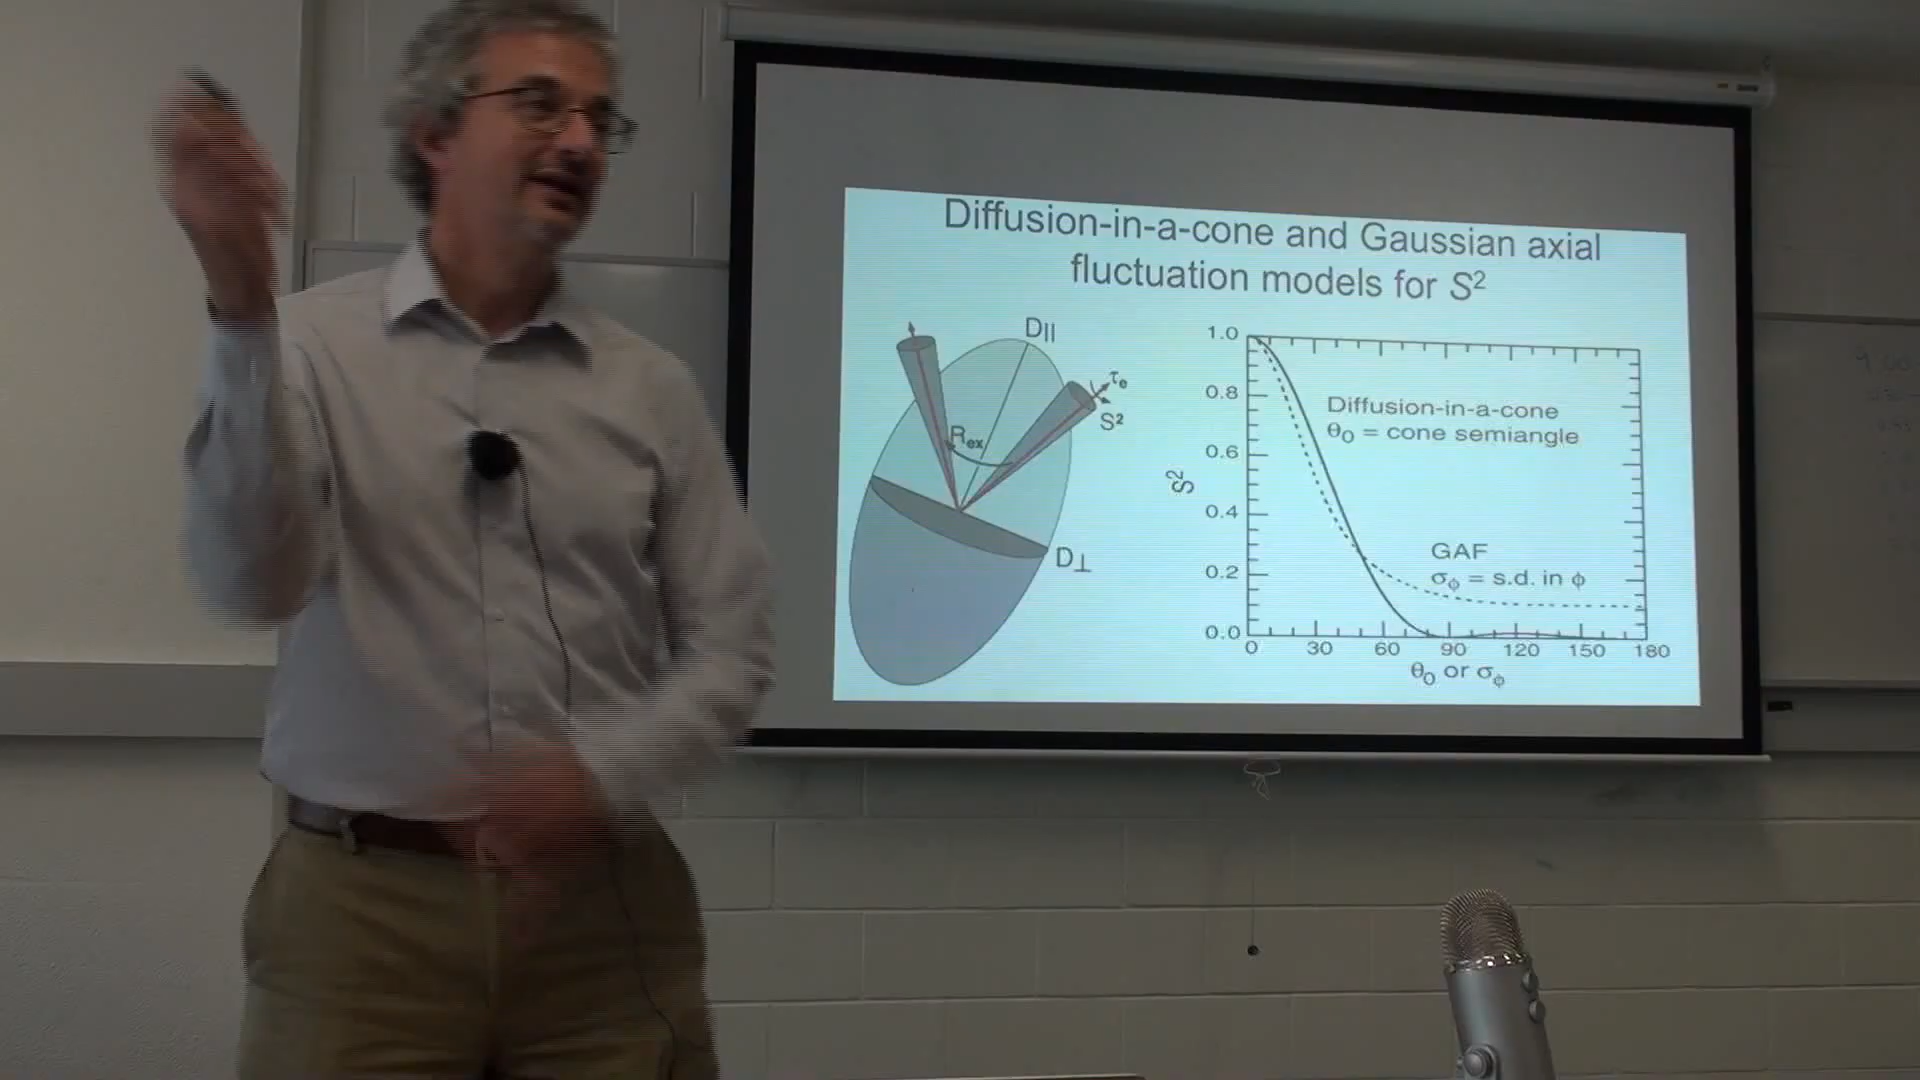 Diffusion-in-a-cone and Gaussian axial
fluctuation models for S²
D||
τe
S²
Rex
D⊥
1.0
0.8
0.6
0.4
0.2
0.0
S²
Diffusion-in-a-cone
θ0 = cone semiangle
GAF
σϕ = s.d. in ϕ
0 30 60 90 120 150 180
θ0 or σϕ